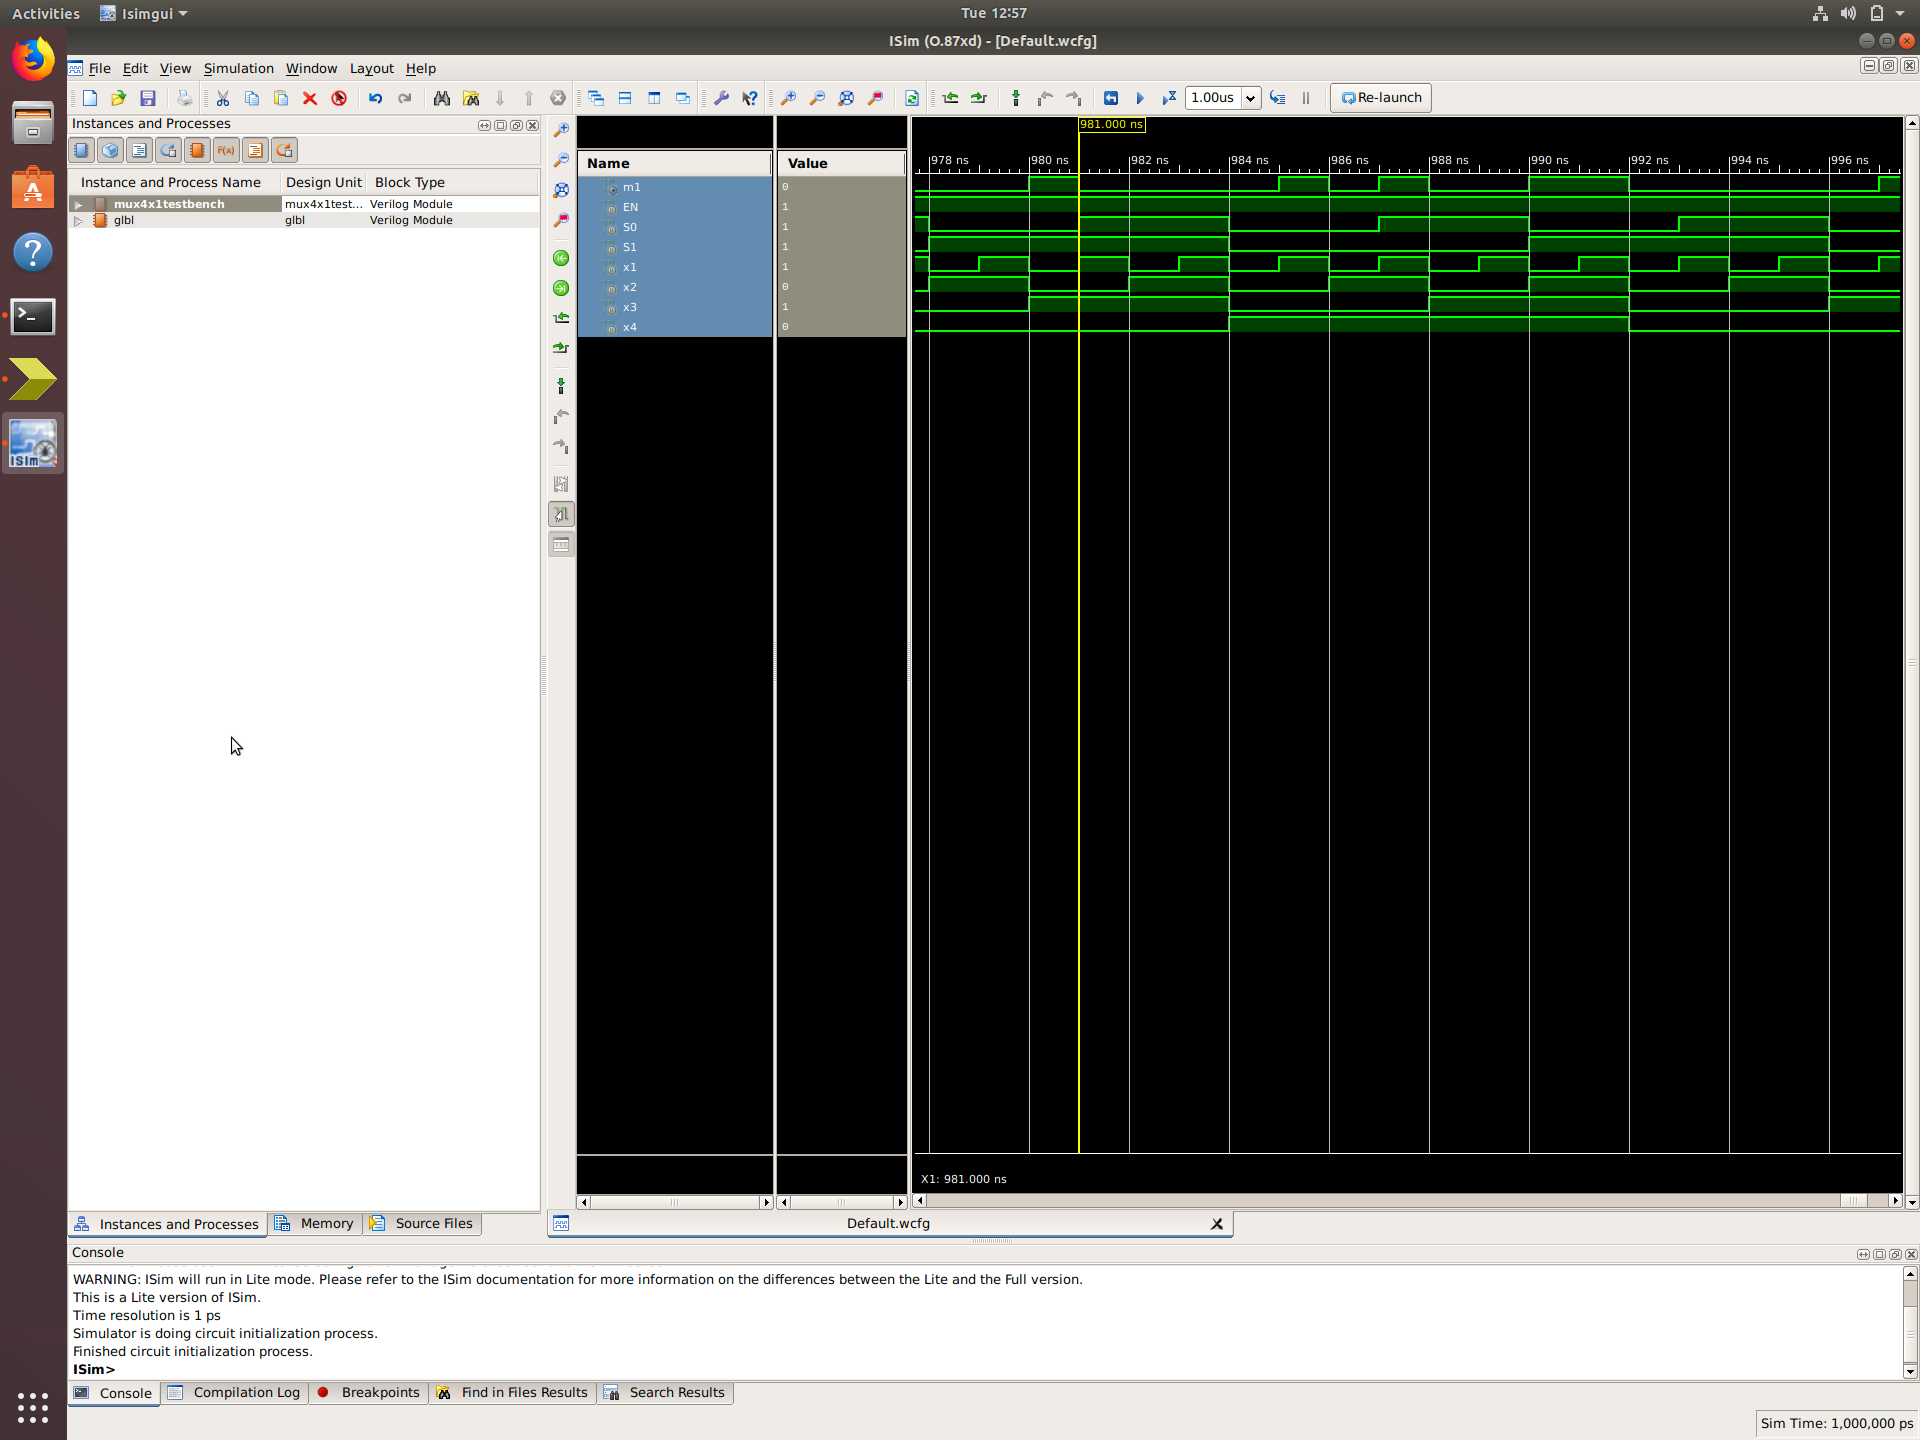 Activities Isimgui Tue 12:57
ISim (O.87xd) - [Default.wcfg]
File Edit View Simulation Window Layout Help
1.00us Re-launch
Instances and Processes
F(x)
Instance and Process Name Design Unit Block Type
mux4x1testbench mux4x1test... Verilog Module
glbl glbl Verilog Module
Name Value
m1 0
EN 1
S0 1
S1 1
x1 1
x2 0
x3 1
x4 0
981.000 ns
978 ns 980 ns 982 ns 984 ns 986 ns 988 ns 990 ns 992 ns 994 ns 996 ns
X1: 981.000 ns
ISim
Instances and Processes Memory Source Files
Default.wcfg
Console
WARNING: ISim will run in Lite mode. Please refer to the ISim documentation for more information on the differences between the Lite and the Full version.
This is a Lite version of ISim.
Time resolution is 1 ps
Simulator is doing circuit initialization process.
Finished circuit initialization process.
ISim>
Console Compilation Log Breakpoints Find in Files Results Search Results
Sim Time: 1,000,000 ps